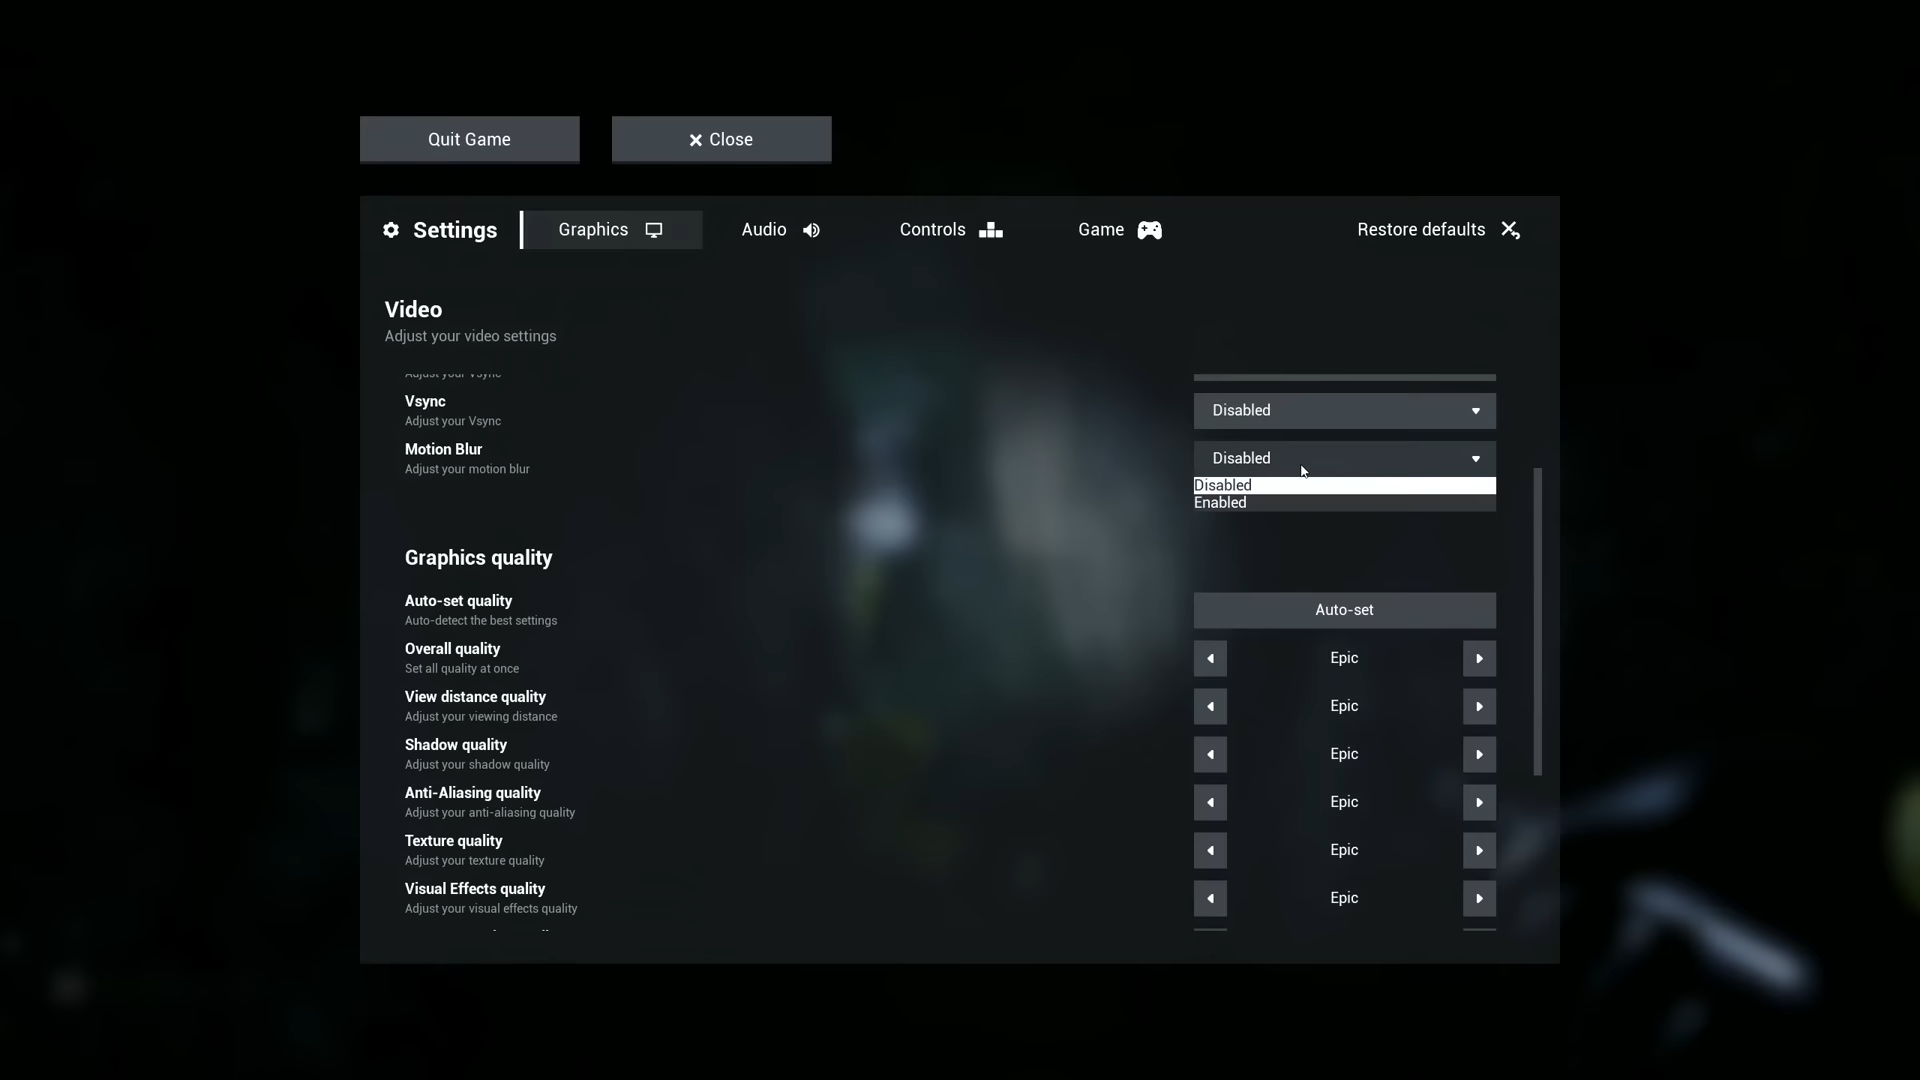 Quit Game
Close
Settings
Graphics
Audio
Controls
Game
Restore defaults
Video
Adjust your video settings
Adjust your Vsync
Vsync
Disabled
Adjust your Vsync
Motion Blur
Disabled
Adjust your motion blur
Disabled
Enabled
Graphics quality
Auto-set quality
Auto-set
Auto-detect the best settings
Overall quality
Epic
Set all quality at once
View distance quality
Epic
Adjust your viewing distance
Shadow quality
Epic
Adjust your shadow quality
Anti-Aliasing quality
Epic
Adjust your anti-aliasing quality
Texture quality
Epic
Adjust your texture quality
Visual Effects quality
Epic
Adjust your visual effects quality